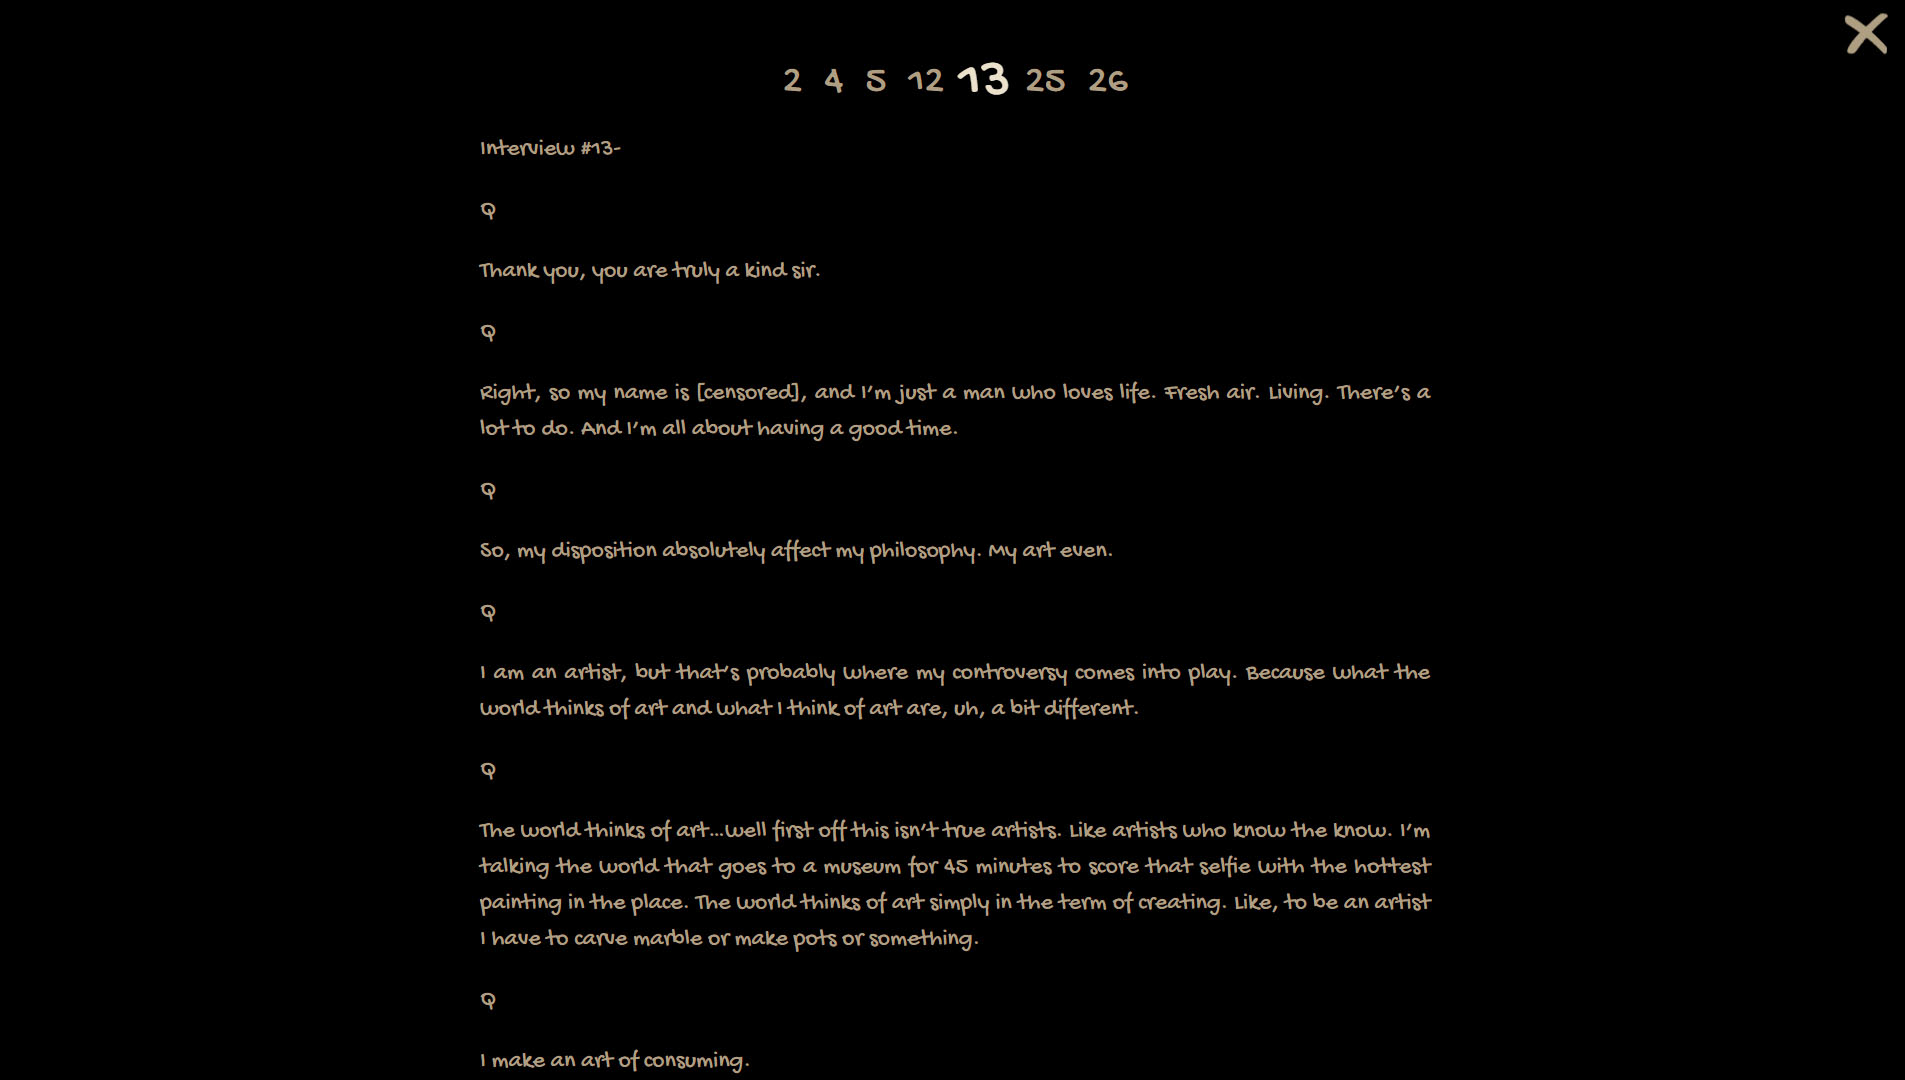 2 4 5 12 13 25 26
Interview #13-
Q
Thank you, you are truly a kind sir.
Q
Right, so my name is [censored], and I'm just a man who loves life. Fresh air. Living. There's a
lot to do. And I'm all about having a good time.
Q
So, my disposition absolutely affect my philosophy. My art even.
Q
I am an artist, but that's probably where my controversy comes into play. Because what the
world thinks of art and what I think of art are, uh, a bit different.
Q
The world thinks of art...well first off this isn't true artists. Like artists who know the know. I'm
talking the world that goes to a museum for 45 minutes to score that selfie with the hottest
painting in the place. The world thinks of art simply in the term of creating. Like, to be an artist
I have to carve marble or make pots or something.
Q
I make an art of consuming.